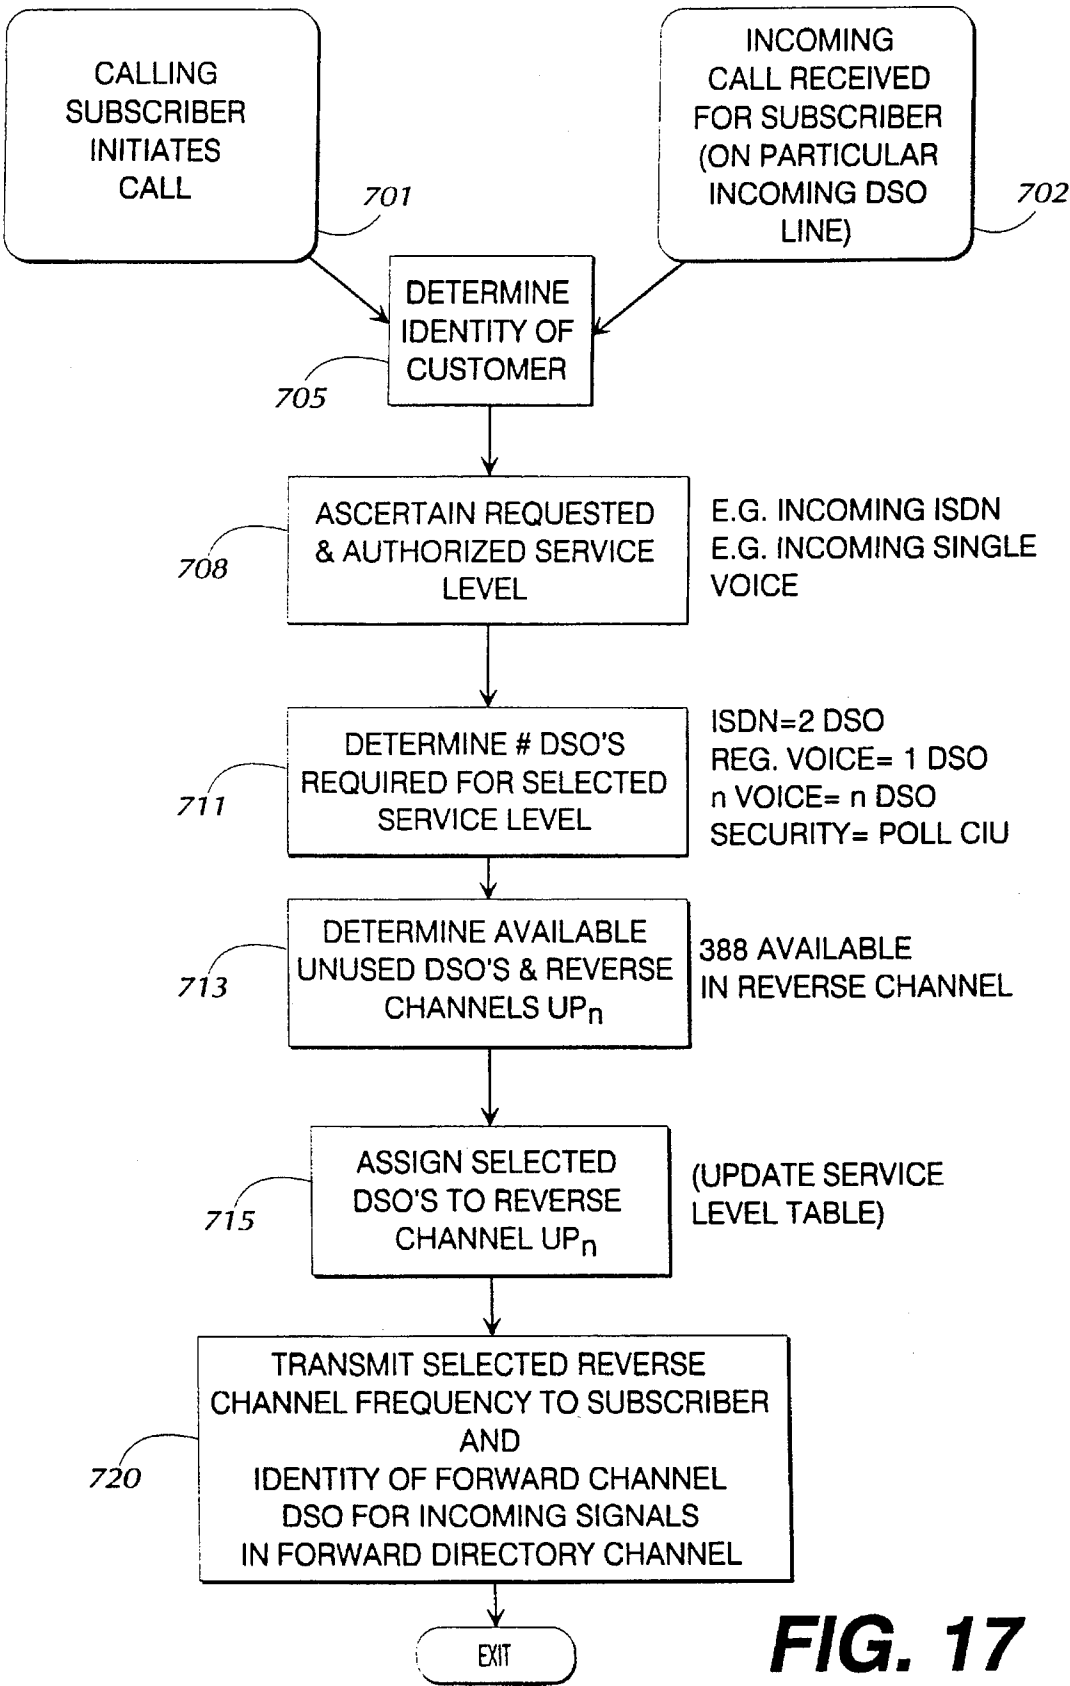 CALLING
SUBSCRIBER
INITIATES
CALL
701
INCOMING
CALL RECEIVED
FOR SUBSCRIBER
(ON PARTICULAR
INCOMING DSO
LINE)
702
DETERMINE
IDENTITY OF
CUSTOMER
705
ASCERTAIN REQUESTED
& AUTHORIZED SERVICE
LEVEL
708
E.G. INCOMING ISDN
E.G. INCOMING SINGLE
VOICE
DETERMINE # DSO'S
REQUIRED FOR SELECTED
SERVICE LEVEL
711
ISDN=2 DSO
REG. VOICE= 1 DSO
n VOICE= n DSO
SECURITY= POLL CIU
DETERMINE AVAILABLE
UNUSED DSO'S & REVERSE
CHANNELS UPn
713
388 AVAILABLE
IN REVERSE CHANNEL
ASSIGN SELECTED
DSO'S TO REVERSE
CHANNEL UPn
715
(UPDATE SERVICE
LEVEL TABLE)
TRANSMIT SELECTED REVERSE
CHANNEL FREQUENCY TO SUBSCRIBER
AND
IDENTITY OF FORWARD CHANNEL
DSO FOR INCOMING SIGNALS
IN FORWARD DIRECTORY CHANNEL
720
EXIT
FIG. 17